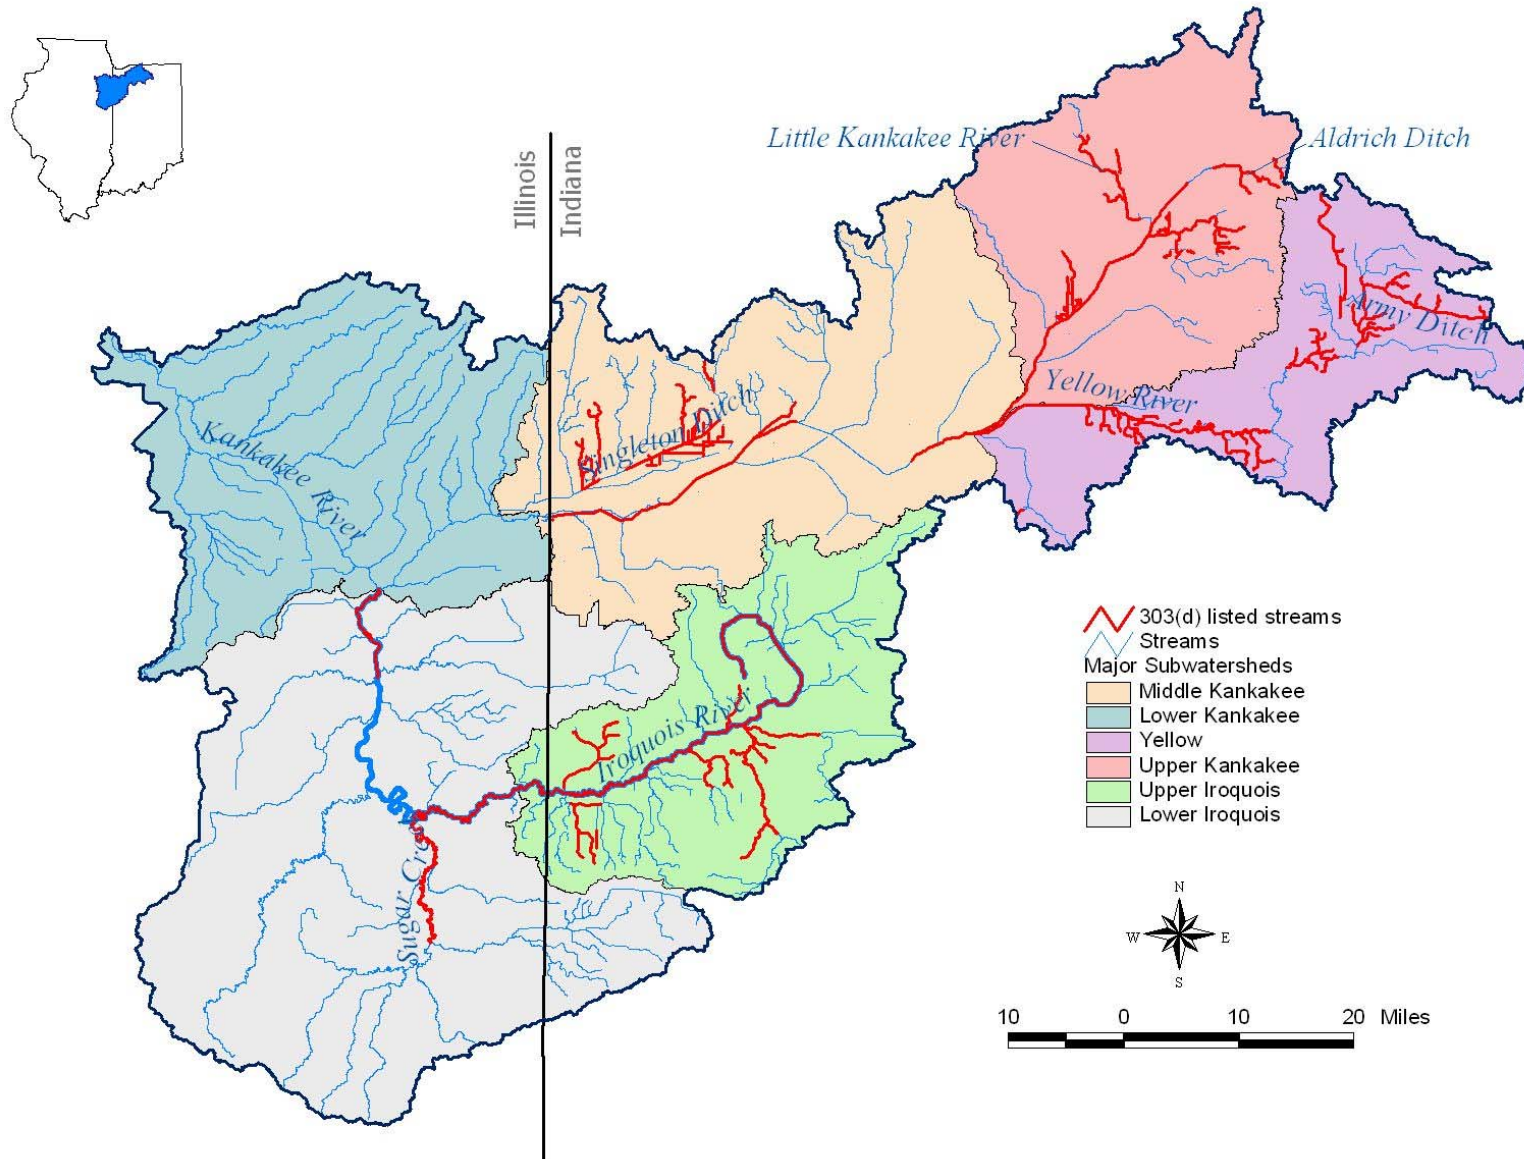 Illinois
Indiana
Little Kankakee River
Aldrich Ditch
Army Ditch
Yellow River
Singleton Ditch
Kankakee River
Iroquois River
Sugar Cre
303(d) listed streams
Streams
Major Subwatersheds
Middle Kankakee
Lower Kankakee
Yellow
Upper Kankakee
Upper Iroquois
Lower Iroquois
N
W E
S
10 0 10 20 Miles